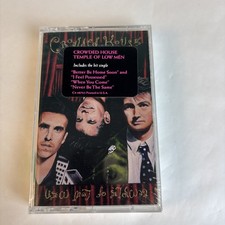 CROWDED HOUSE
CROWDED HOUSE
TEMPLE OF LOW MEN
Includes the hit single
"Better Be Home Soon" and
"I Feel Possessed"
"When You Come"
"Never Be The Same"